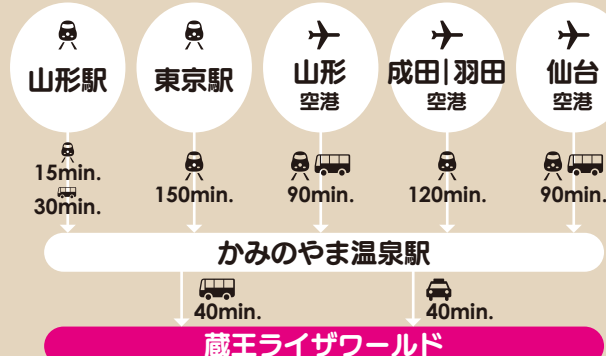 山形駅
東京駅
山形
空港
成田|羽田
空港
仙台
空港
15min.
30min.
150min.
90min.
120min.
90min.
かみのやま温泉駅
40min.
40min.
蔵王ライザワールド